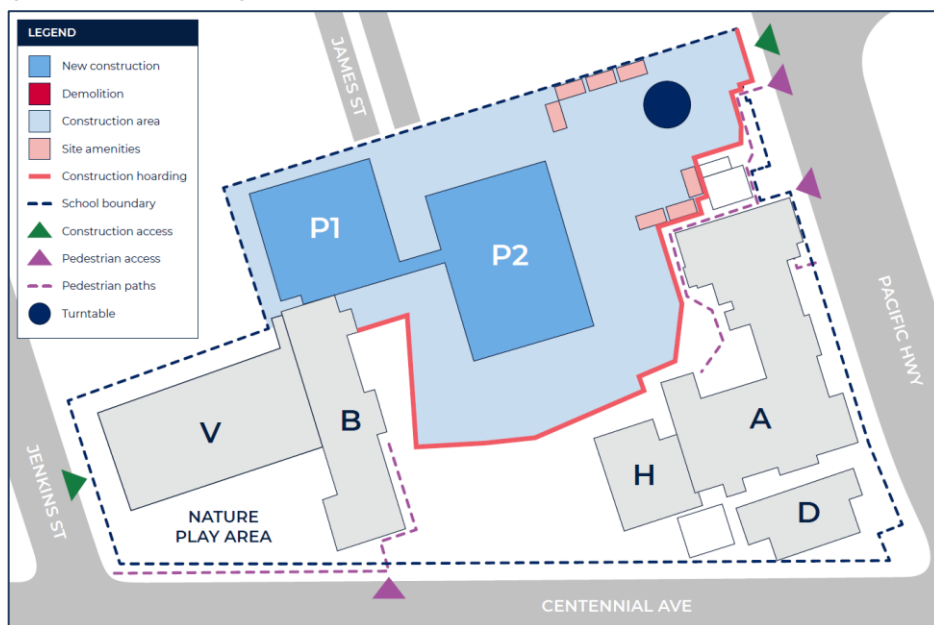 LEGEND
New construction
Demolition
Construction area
Site amenities
Construction hoarding
School boundary
Construction access
Pedestrian access
Pedestrian paths
Turntable
JAMES ST
P1
P2
PACIFIC HWY
V
B
A
H
D
JENKINS ST
NATURE
PLAY AREA
CENTENNIAL AVE